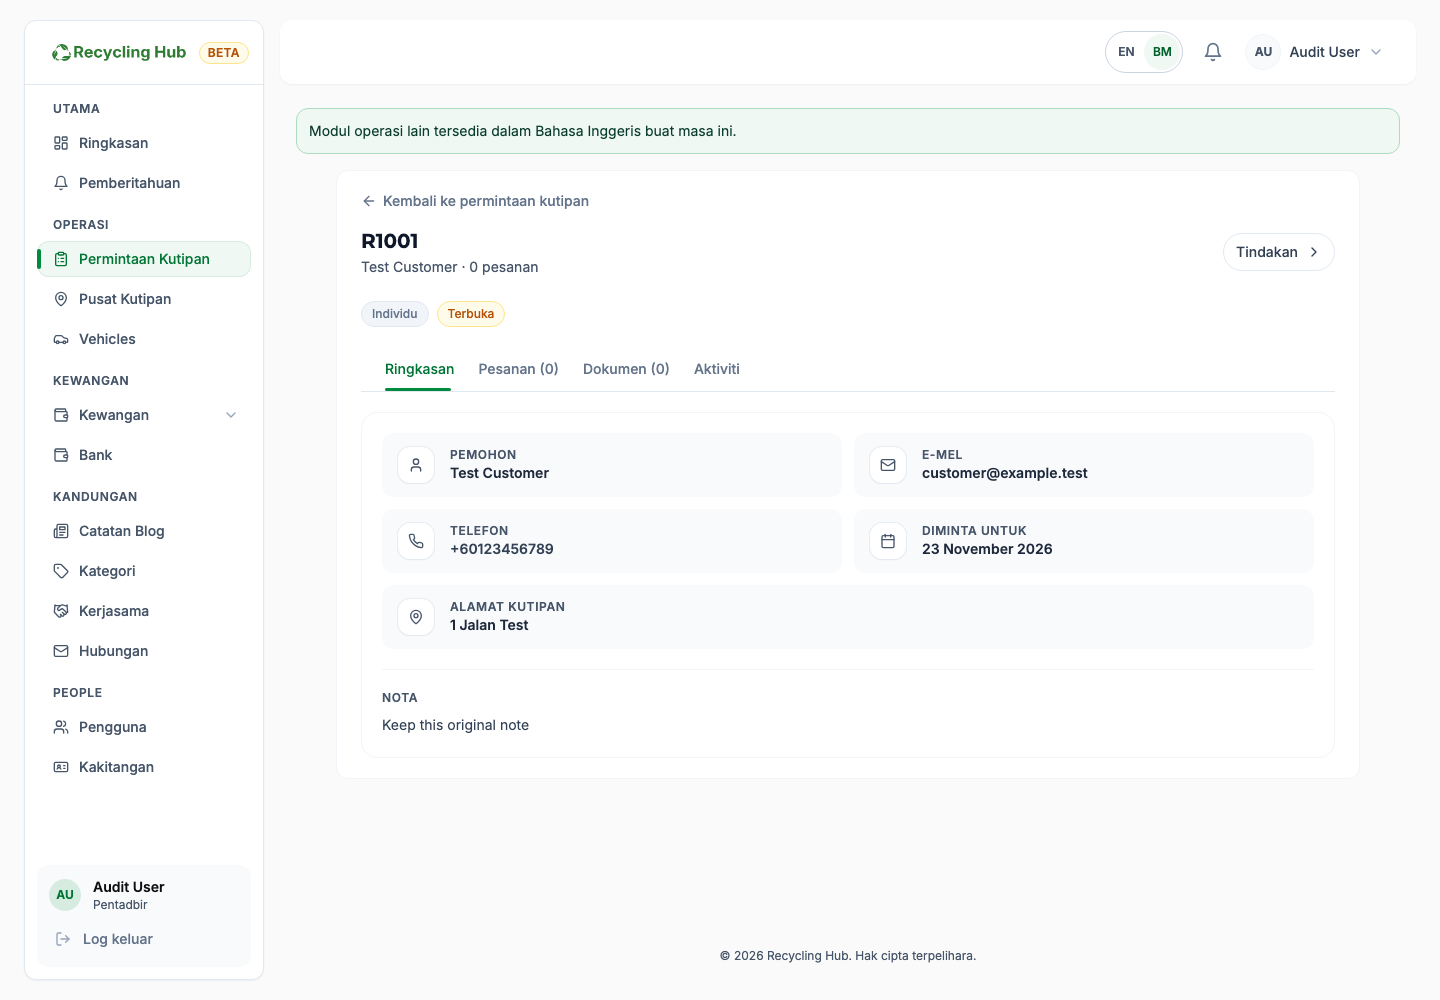 Recycling Hub BETA
UTAMA
Ringkasan
Pemberitahuan
OPERASI
Permintaan Kutipan
Pusat Kutipan
Vehicles
KEWANGAN
Kewangan
Bank
KANDUNGAN
Catatan Blog
Kategori
Kerjasama
Hubungan
PEOPLE
Pengguna
Kakitangan
AU Audit User
Pentadbir
Log keluar
EN BM AU Audit User
Modul operasi lain tersedia dalam Bahasa Inggeris buat masa ini.
Kembali ke permintaan kutipan
R1001
Test Customer · 0 pesanan
Tindakan
Individu Terbuka
Ringkasan Pesanan (0) Dokumen (0) Aktiviti
PEMOHON
Test Customer
E-MEL
customer@example.test
TELEFON
+60123456789
DIMINTA UNTUK
23 November 2026
ALAMAT KUTIPAN
1 Jalan Test
NOTA
Keep this original note
© 2026 Recycling Hub. Hak cipta terpelihara.